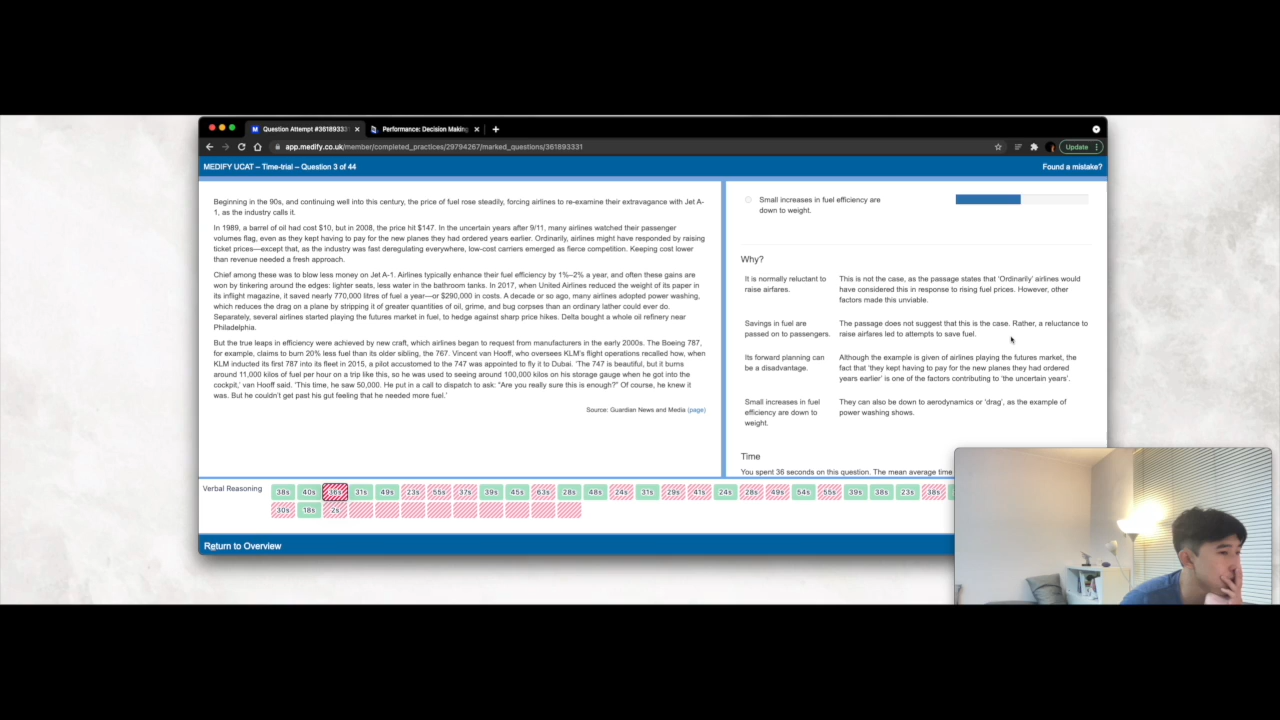 Question Attempt #36189333
Performance: Decision Making
app.medify.co.uk/member/completed_practices/29794267/marked_questions/361893331
Update
MEDIFY UCAT – Time-trial – Question 3 of 44
Found a mistake?
Beginning in the 90s, and continuing well into this century, the price of fuel rose steadily, forcing airlines to re-examine their extravagance with Jet A-
1, as the industry calls it.
In 1989, a barrel of oil had cost $10, but in 2008, the price hit $147. In the uncertain years after 9/11, many airlines watched their passenger
volumes flag, even as they kept having to pay for the new planes they had ordered years earlier. Ordinarily, airlines might have responded by raising
ticket prices—except that, as the industry was fast deregulating everywhere, low-cost carriers emerged as fierce competition. Keeping cost lower
than revenue needed a fresh approach.
Chief among these was to blow less money on Jet A-1. Airlines typically enhance their fuel efficiency by 1%–2% a year, and often these gains are
won by tinkering around the edges: lighter seats, less water in the bathroom tanks. In 2017, when United Airlines reduced the weight of its paper in
its inflight magazine, it saved nearly 770,000 litres of fuel a year—or $290,000 in costs. A decade or so ago, many airlines adopted power washing,
which reduces the drag on a plane by stripping it of greater quantities of oil, grime, and bug corpses than an ordinary lather could ever do.
Separately, several airlines started playing the futures market in fuel, to hedge against sharp price hikes. Delta bought a whole oil refinery near
Philadelphia.
But the true leaps in efficiency were achieved by new craft, which airlines began to request from manufacturers in the early 2000s. The Boeing 787,
for example, claims to burn 20% less fuel than its older sibling, the 767. Vincent van Hooff, who oversees KLM's flight operations recalled how, when
KLM inducted its first 787 into its fleet in 2015, a pilot accustomed to the 747 was appointed to fly it to Dubai. 'The 747 is beautiful, but it burns
around 11,000 kilos of fuel per hour on a trip like this, so he was used to seeing around 100,000 kilos on his storage gauge when he got into the
cockpit,' van Hooff said. 'This time, he saw 50,000. He put in a call to dispatch to ask: "Are you really sure this is enough?" Of course, he knew it
was. But he couldn't get past his gut feeling that he needed more fuel.'
Source: Guardian News and Media (page)
Small increases in fuel efficiency are
down to weight.
Why?
It is normally reluctant to
raise airfares.
This is not the case, as the passage states that 'Ordinarily' airlines would
have considered this in response to rising fuel prices. However, other
factors made this unviable.
Savings in fuel are
passed on to passengers.
The passage does not suggest that this is the case. Rather, a reluctance to
raise airfares led to attempts to save fuel.
Its forward planning can
be a disadvantage.
Although the example is given of airlines playing the futures market, the
fact that 'they kept having to pay for the new planes they had ordered
years earlier' is one of the factors contributing to 'the uncertain years'.
Small increases in fuel
efficiency are down to
weight.
They can also be down to aerodynamics or 'drag', as the example of
power washing shows.
Time
You spent 36 seconds on this question. The mean average time
Verbal Reasoning
38s 40s 36s 31s 49s 23s 55s 37s 39s 45s 63s 28s 48s 24s 31s 29s 41s 24s 28s 49s 54s 55s 39s 38s 23s 38s
30s 18s 2s
Return to Overview